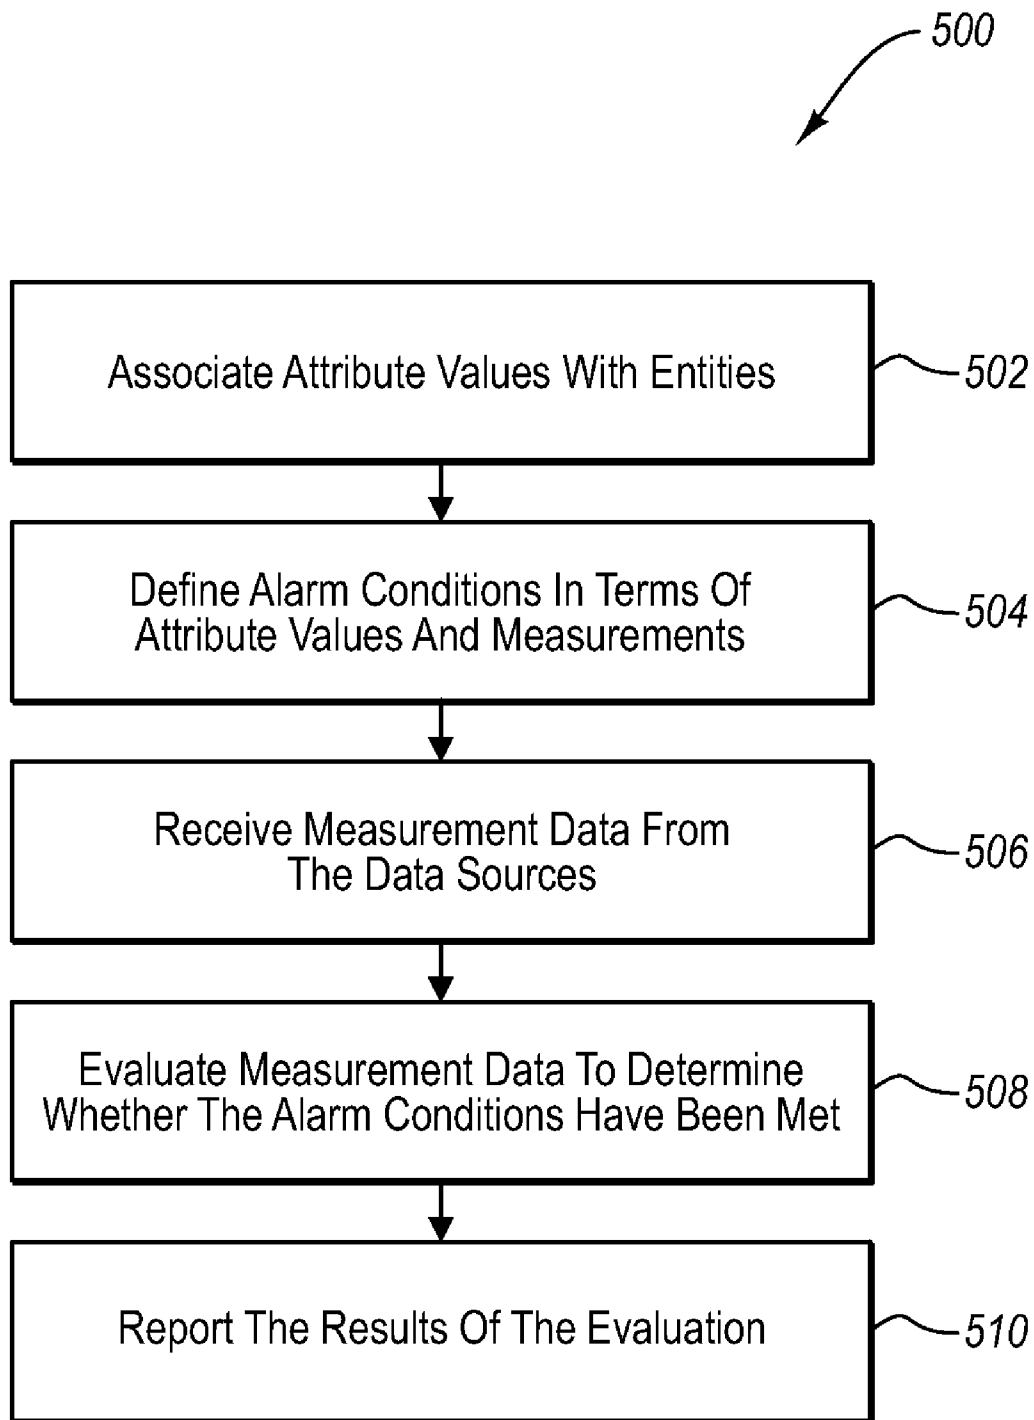 500
Associate Attribute Values With Entities
502
Define Alarm Conditions In Terms Of
Attribute Values And Measurements
504
Receive Measurement Data From
The Data Sources
506
Evaluate Measurement Data To Determine
Whether The Alarm Conditions Have Been Met
508
Report The Results Of The Evaluation
510